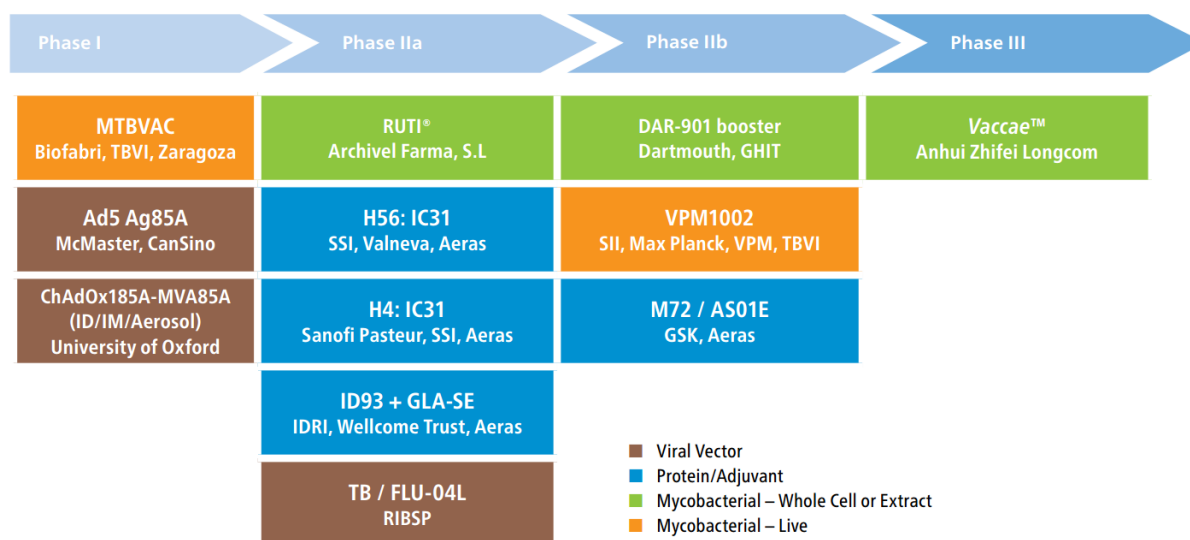 Phase I
Phase IIa
Phase IIb
Phase III
MTBVAC
Biofabri, TBVI, Zaragoza
RUTI®
Archivel Farma, S.L
DAR-901 booster
Dartmouth, GHIT
Vaccae™
Anhui Zhifei Longcom
Ad5 Ag85A
McMaster, CanSino
H56: IC31
SSI, Valneva, Aeras
VPM1002
SII, Max Planck, VPM, TBVI
ChAdOx185A-MVA85A
(ID/IM/Aerosol)
University of Oxford
H4: IC31
Sanofi Pasteur, SSI, Aeras
M72 / AS01E
GSK, Aeras
ID93 + GLA-SE
IDRI, Wellcome Trust, Aeras
TB / FLU-04L
RIBSP
Viral Vector
Protein/Adjuvant
Mycobacterial – Whole Cell or Extract
Mycobacterial – Live